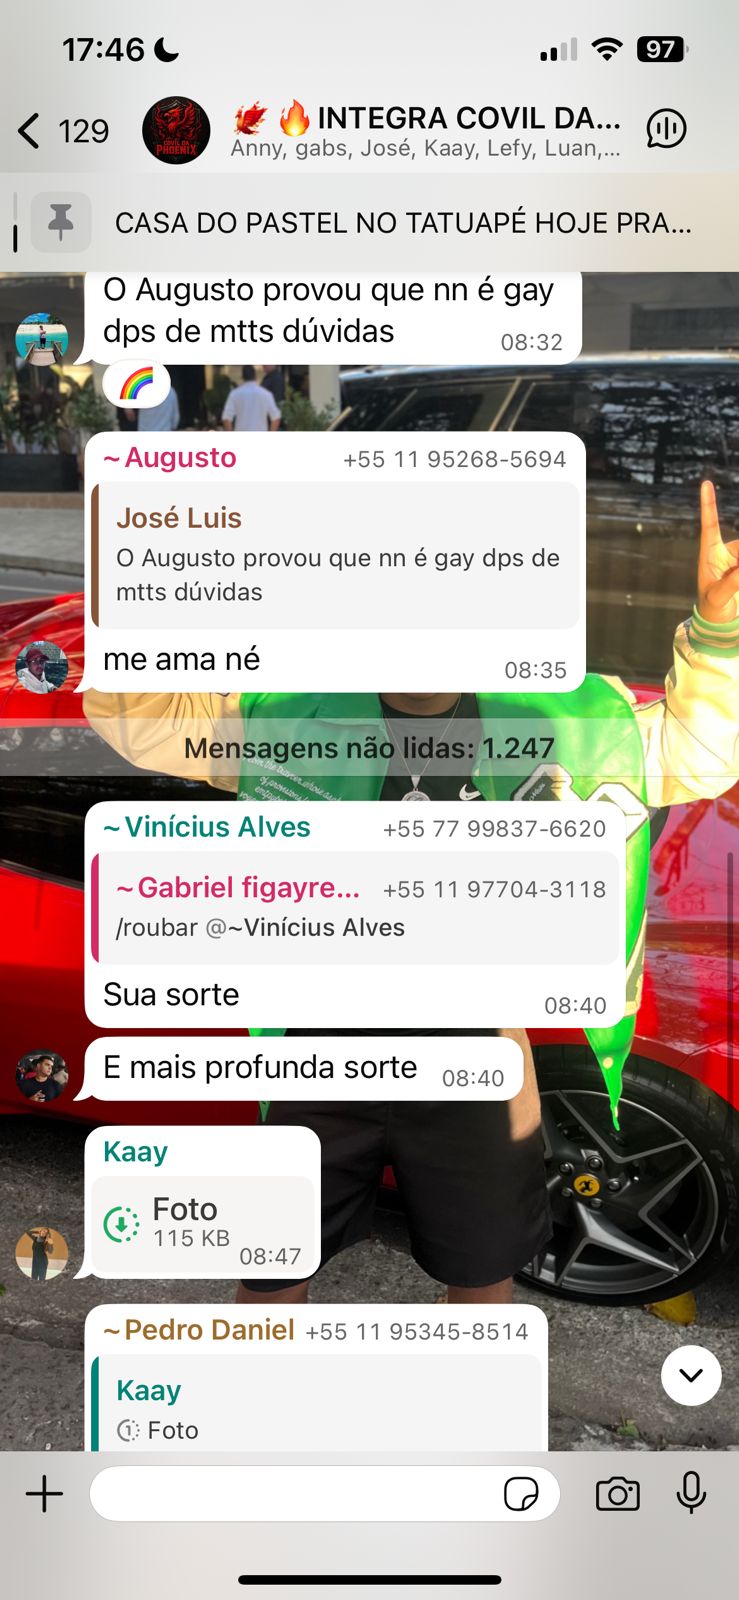 17:46
97
129
COVIL DA
PHOENIX
🔥INTEGRA COVIL DA...
Anny, gabs, José, Kaay, Lefy, Luan,...
CASA DO PASTEL NO TATUAPÉ HOJE PRA...
O Augusto provou que nn é gay
dps de mtts dúvidas
08:32
🌈
~Augusto +55 11 95268-5694
José Luis
O Augusto provou que nn é gay dps de
mtts dúvidas
me ama né
08:35
Mensagens não lidas: 1.247
~Vinícius Alves +55 77 99837-6620
~Gabriel figayre... +55 11 97704-3118
/roubar @~Vinícius Alves
Sua sorte
08:40
E mais profunda sorte 08:40
Kaay
Foto
115 KB
08:47
~Pedro Daniel +55 11 95345-8514
Kaay
Foto